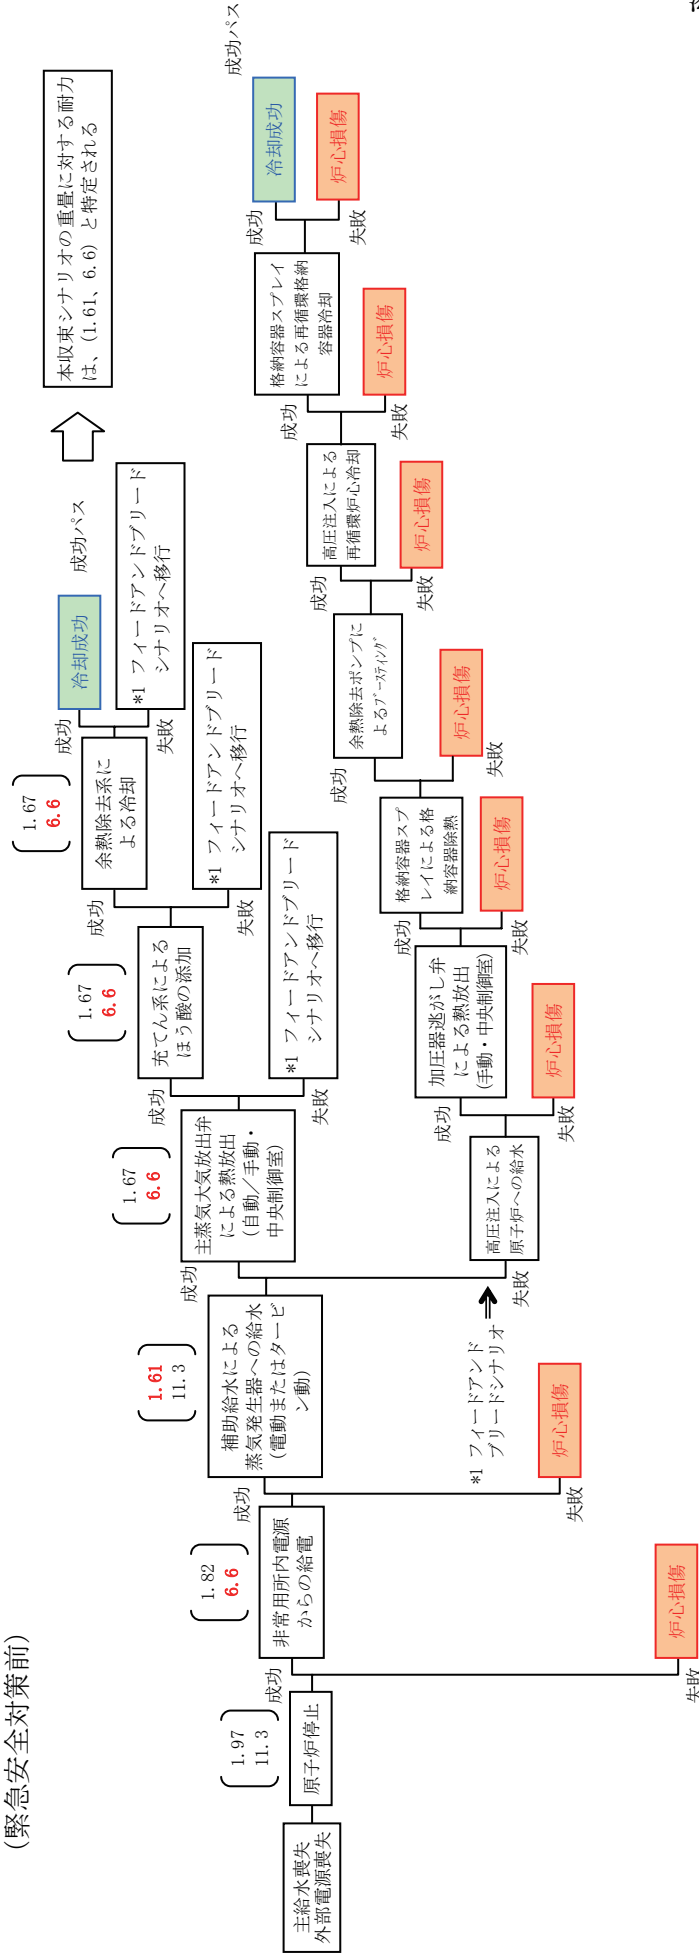 (緊急安全対策前)
主給水喪失
外部電源喪失
1.97
11.3
原子炉停止
成功
失敗
炉心損傷
1.82
6.6
非常用所内電源
からの給電
成功
失敗
炉心損傷
1.61
11.3
補助給水による
蒸気発生器への給水
(電動またはタービ
ン動)
成功
失敗
1.67
6.6
主蒸気大気放出弁
による熱放出
(自動/手動・
中央制御室)
成功
失敗
*1 フィードアンドブリード
シナリオへ移行
1.67
6.6
充てん系による
ほう酸の添加
成功
失敗
*1 フィードアンドブリード
シナリオへ移行
1.67
6.6
余熱除去系に
よる冷却
成功
失敗
*1 フィードアンドブリード
シナリオへ移行
冷却成功
成功パス
本収束シナリオの重畳に対する耐力
は、(1.61、6.6) と特定される
*1 フィードアンド
ブリードシナリオ
高圧注入による
原子炉への給水
成功
失敗
炉心損傷
加圧器逃がし弁
による熱放出
(手動・中央制御室)
成功
失敗
炉心損傷
格納容器スプ
レイによる格
納容器除熱
成功
失敗
炉心損傷
余熱除去ポンプに
よるブースティング
成功
失敗
炉心損傷
高圧注入による
再循環炉心冷却
成功
失敗
炉心損傷
格納容器スプレイ
による再循環格納
容器冷却
成功
失敗
炉心損傷
冷却成功
成功パス